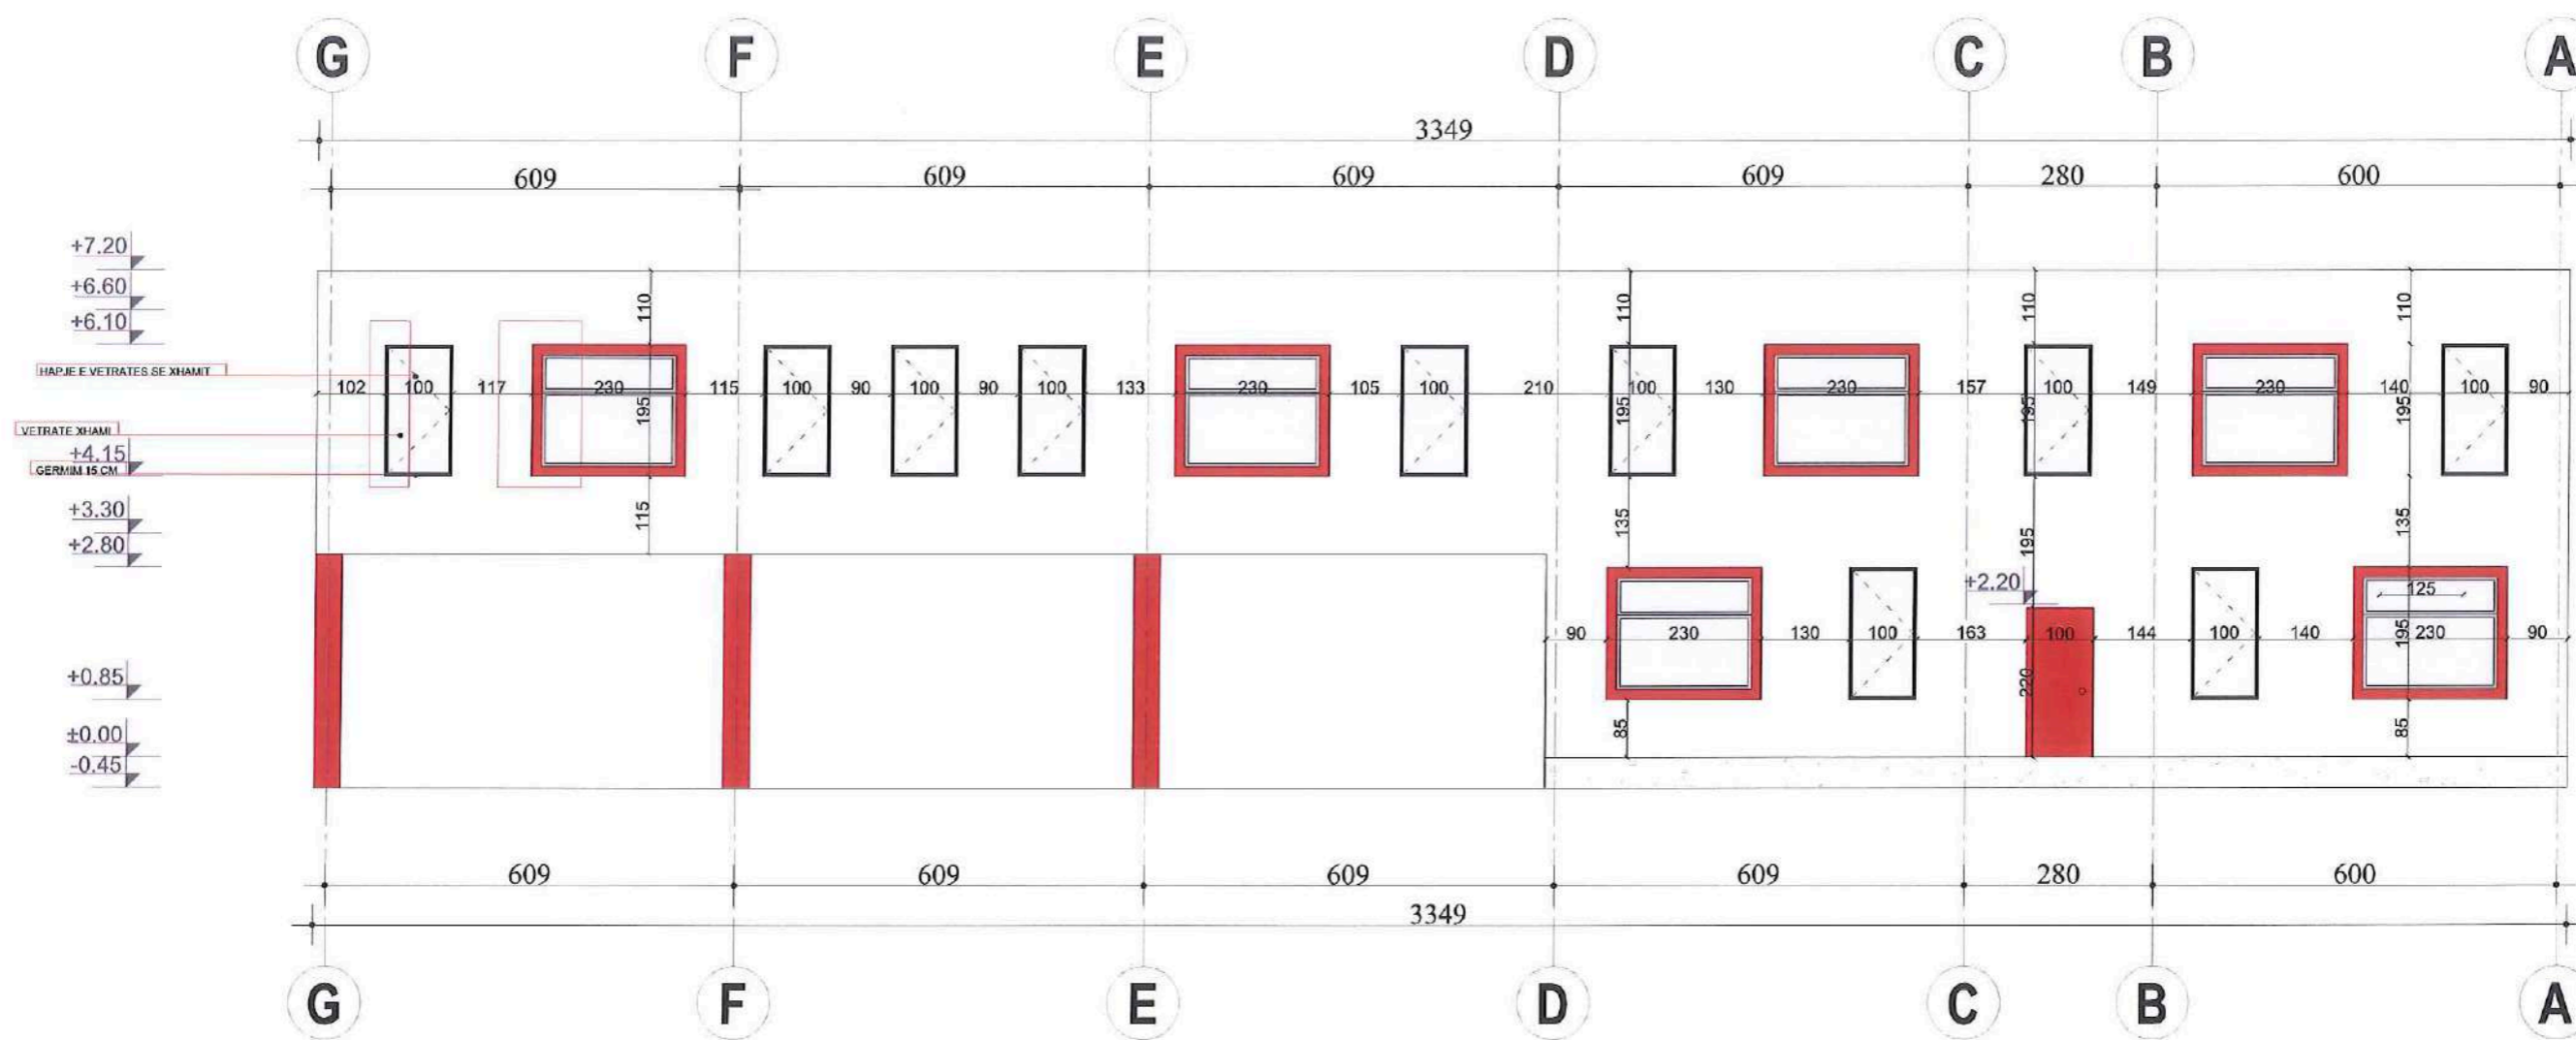 G F E D C B A
3349
609 609 609 609 280 600
+7.20
+6.60
+6.10
110 110 110 110
HAPJE E VETRATES SE XHAMIT
102 100 117 230 115 100 90 100 90 100 133 230 105 100 210 100 130 230 157 100 149 230 140 100 90
195 195 195 195
VETRATE XHAMI
+4.15
GERMIM 15 CM
+3.30
115 135 195 135
+2.80
+2.20
125
90 230 130 100 163 100 144 100 140 195 230 90
+0.85
220
85 85
±0.00
-0.45
609 609 609 609 280 600
3349
G F E D C B A